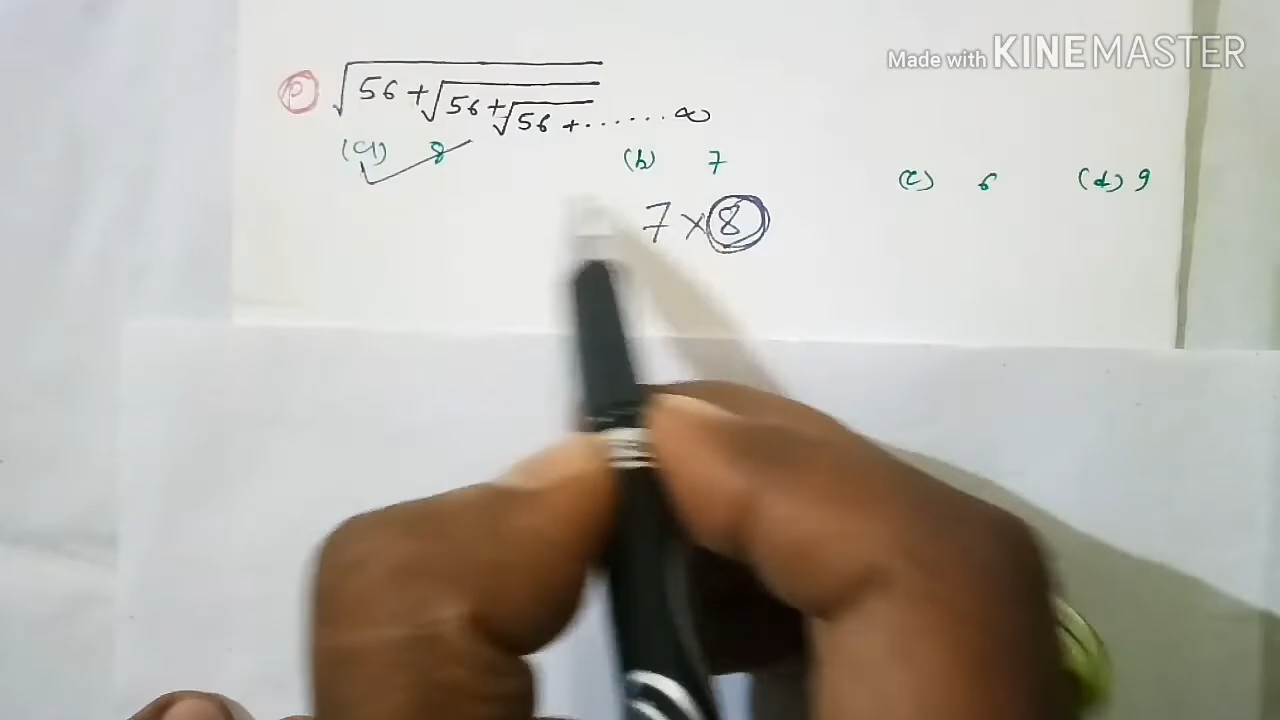 Made with KINEMASTER
(P) √56 + √56 + √56 + ....... ∞
(a) 8 (b) 7 (c) 6 (d) 9
7 × 8